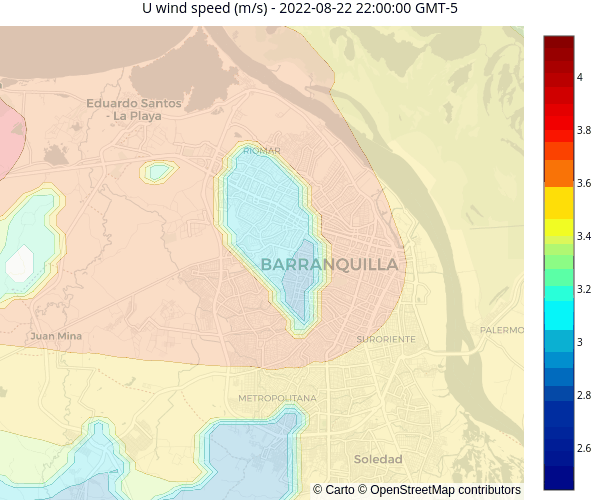 U wind speed (m/s) - 2022-08-22 22:00:00 GMT-5
4
3.8
3.6
3.4
3.2
3
2.8
2.6
Eduardo Santos
- La Playa
RIOMAR
BARRANQUILLA
Juan Mina
SURORIENTE
PALERMO
METROPOLITANA
Soledad
© Carto © OpenStreetMap contributors